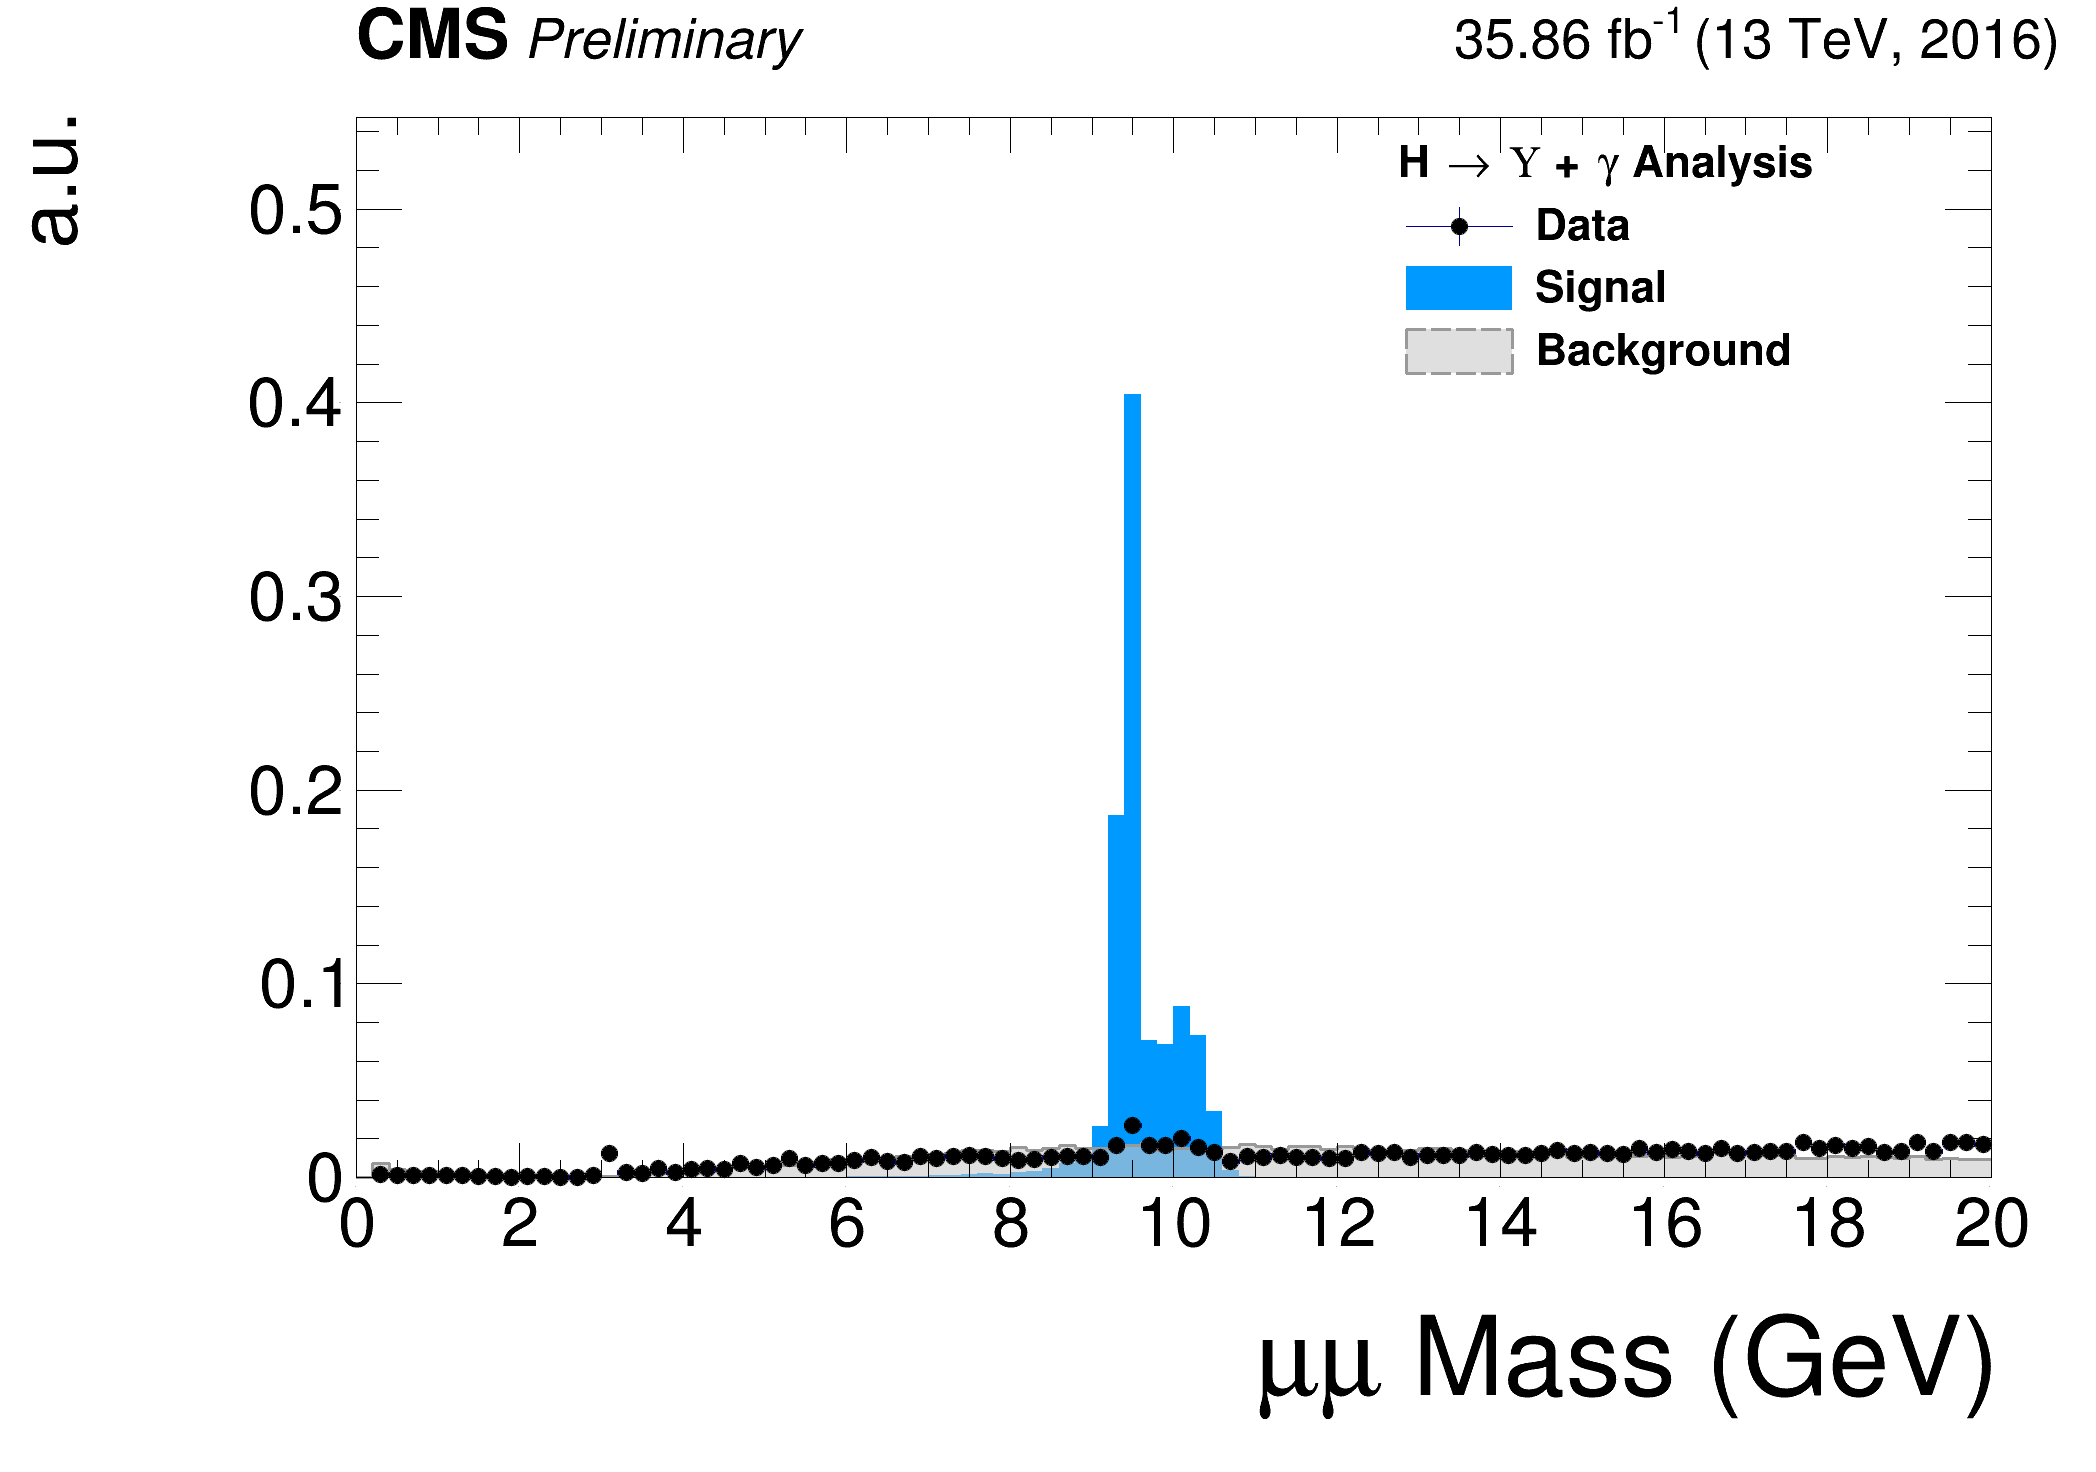 CMS Preliminary
35.86 fb⁻¹ (13 TeV, 2016)
a.u.
H → Υ + γ Analysis
Data
Signal
Background
0.5
0.4
0.3
0.2
0.1
0
0 2 4 6 8 10 12 14 16 18 20
μμ Mass (GeV)